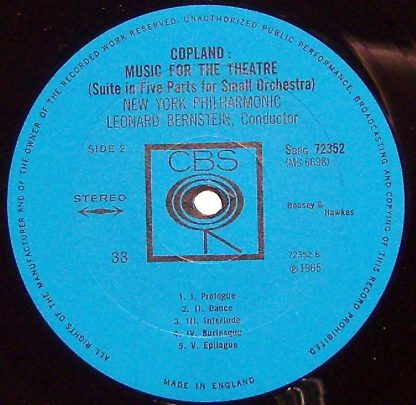 ALL RIGHTS OF THE MANUFACTURER AND OF THE OWNER OF THE RECORDED WORK RESERVED. UNAUTHORIZED PUBLIC PERFORMANCE, BROADCASTING AND COPYING OF THIS RECORD PROHIBITED
COPLAND:
MUSIC FOR THE THEATRE
(Suite in Five Parts for Small Orchestra)
NEW YORK PHILHARMONIC
LEONARD BERNSTEIN, Conductor
SIDE 2
CBS
SBRG 72352
(MS 6698)
STEREO
Boosey &
Hawkes
33
72352 B
℗ 1965
1. I. Prologue
2. II. Dance
3. III. Interlude
4. IV. Burlesque
5. V. Epilogue
MADE IN ENGLAND